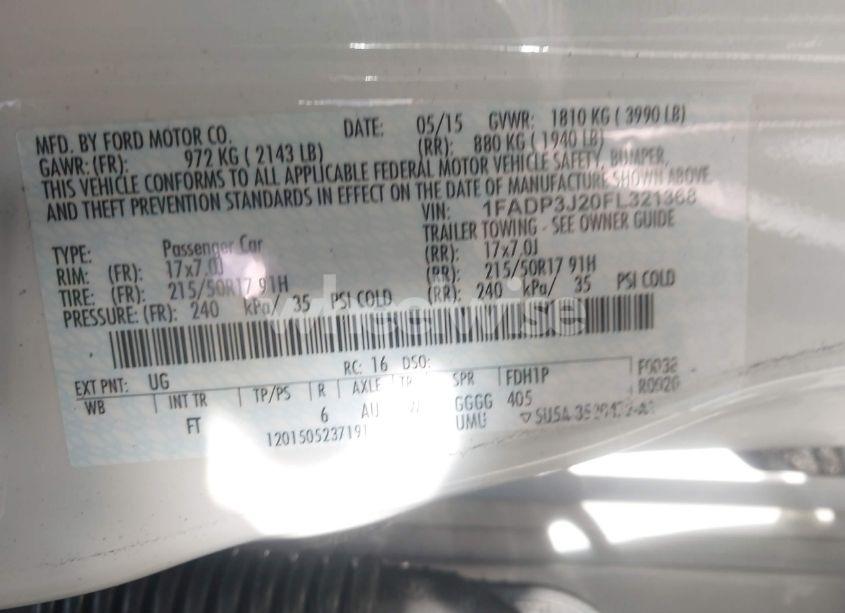 MFD. BY FORD MOTOR CO. DATE: 05/15 GVWR: 1810 KG ( 3990 LB)
GAWR: (FR): 972 KG ( 2143 LB) (RR): 880 KG ( 1940 LB)
THIS VEHICLE CONFORMS TO ALL APPLICABLE FEDERAL MOTOR VEHICLE SAFETY, BUMPER,
AND THEFT PREVENTION STANDARDS IN EFFECT ON THE DATE OF MANUFACTURE SHOWN ABOVE
VIN: 1FADP3J20FL321368
TYPE: Passenger Car TRAILER TOWING - SEE OWNER GUIDE
RIM: (FR): 17x7.0J (RR): 17x7.0J
TIRE: (FR): 215/50R17 91H (RR): 215/50R17 91H
PRESSURE: (FR): 240 kPa/ 35 PSI COLD (RR): 240 kPa/ 35 PSI COLD
wheelwise
EXT PNT: UG RC: 16 DSO:
WB INT TR TP/PS R AXLE TR SPR FDH1P
FT 6 AU GGGG 405
1201505237191 UMU